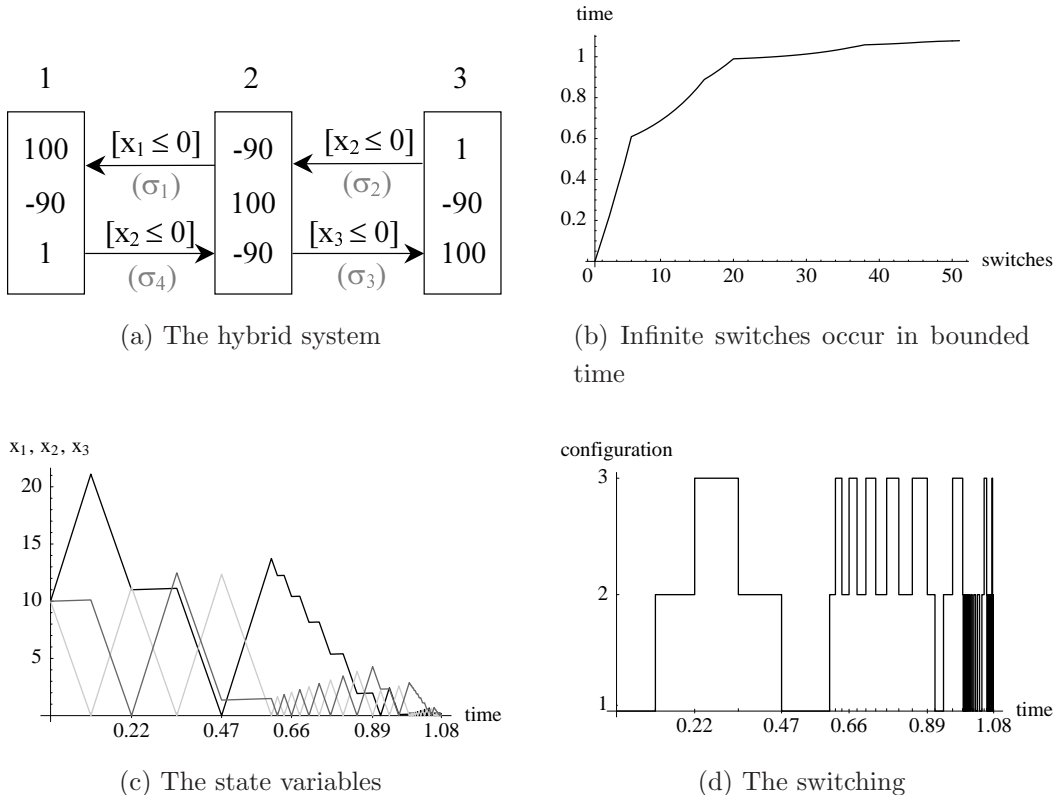 1 2 3
100 [x₁ ≤ 0] -90 [x₂ ≤ 0] 1
(σ₁) (σ₂)
-90 100 -90
1 [x₂ ≤ 0] -90 [x₃ ≤ 0] 100
(σ₄) (σ₃)
(a) The hybrid system
time
1
0.8
0.6
0.4
0.2
switches
0 10 20 30 40 50
(b) Infinite switches occur in bounded
time
x₁, x₂, x₃
20
15
10
5
time
0.22 0.47 0.66 0.89 1.08
(c) The state variables
configuration
3
2
1
time
0.22 0.47 0.66 0.89 1.08
(d) The switching